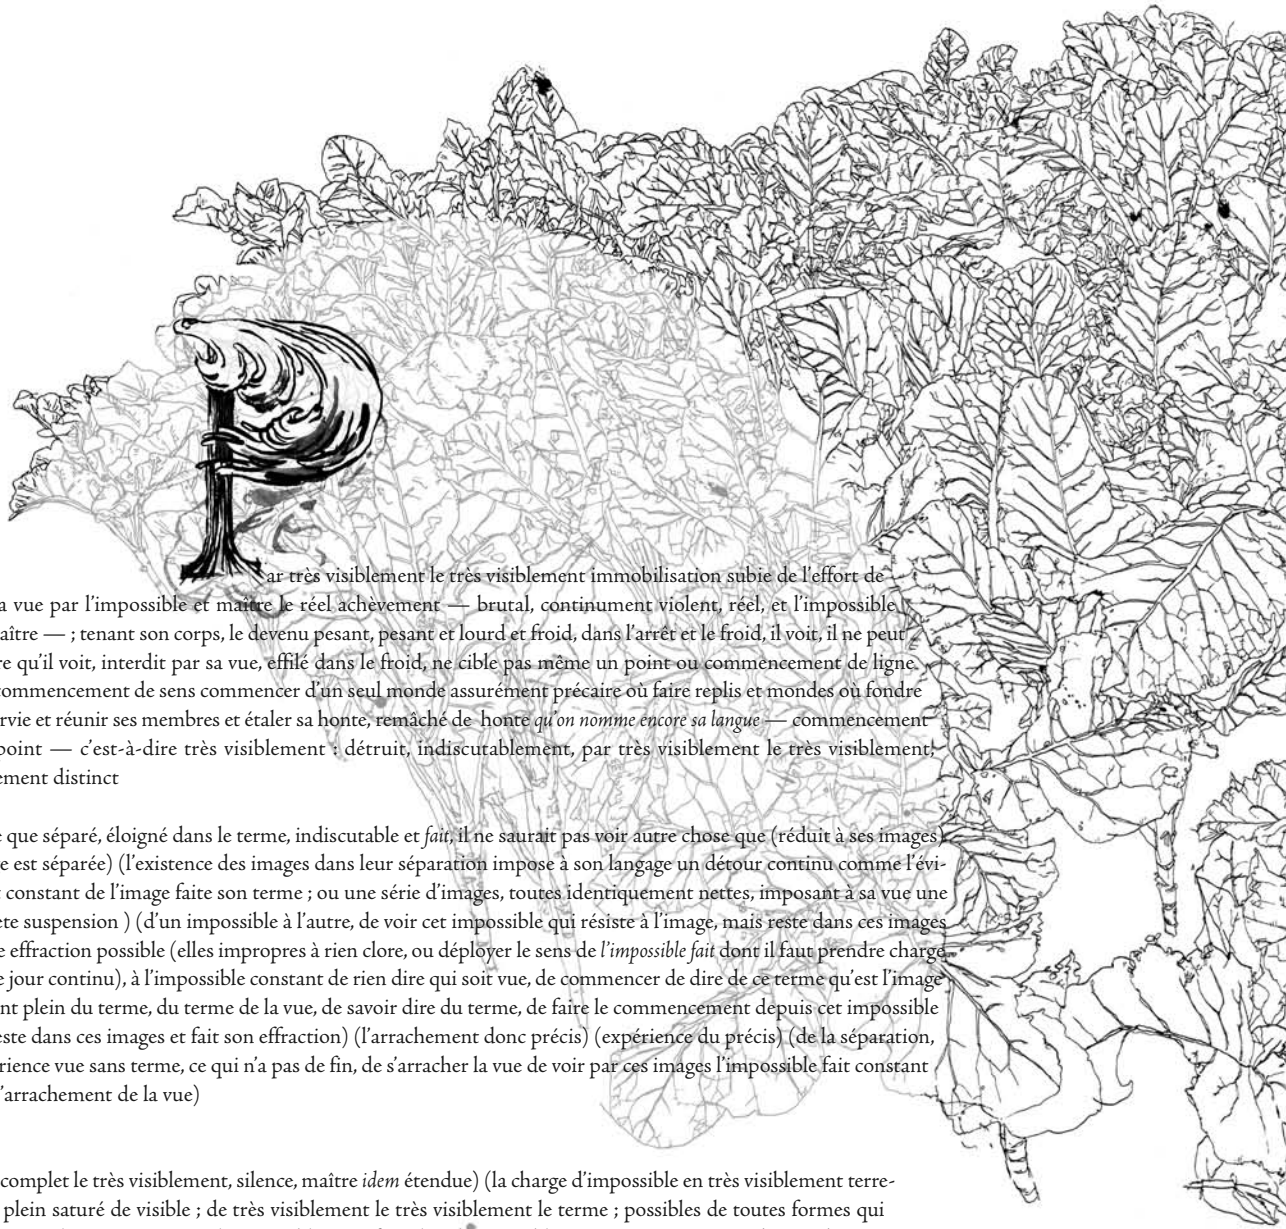 Par très visiblement le très visiblement immobilisation subie de l’effort de
a vue par l’impossible et maître le réel achèvement — brutal, continument violent, réel, et l’impossible
aître — ; tenant son corps, le devenu pesant, pesant et lourd et froid, dans l’arrêt et le froid, il voit, il ne peut
re qu’il voit, interdit par sa vue, effilé dans le froid, ne cible pas même un point ou commencement de ligne
commencement de sens commencer d’un seul monde assurément précaire où faire replis et mondes où fondre
rvie et réunir ses membres et étaler sa honte, remâché de honte qu’on nomme encore sa langue — commencement
point — c’est-à-dire très visiblement : détruit, indiscutablement, par très visiblement le très visiblement,
ement distinct
e que séparé, éloigné dans le terme, indiscutable et fait, il ne saurait pas voir autre chose que (réduit à ses images)
re est séparée) (l’existence des images dans leur séparation impose à son langage un détour continu comme l’évi-
t constant de l’image faite son terme ; ou une série d’images, toutes identiquement nettes, imposant à sa vue une
ète suspension ) (d’un impossible à l’autre, de voir cet impossible qui résiste à l’image, mais reste dans ces images
e effraction possible (elles impropres à rien clore, ou déployer le sens de l’impossible fait dont il faut prendre charge
e jour continu), à l’impossible constant de rien dire qui soit vue, de commencer de dire de ce terme qu’est l’image
nt plein du terme, du terme de la vue, de savoir dire du terme, de faire le commencement depuis cet impossible
este dans ces images et fait son effraction) (l’arrachement donc précis) (expérience du précis) (de la séparation,
rience vue sans terme, ce qui n’a pas de fin, de s’arracher la vue de voir par ces images l’impossible fait constant
’arrachement de la vue)
complet le très visiblement, silence, maître idem étendue) (la charge d’impossible en très visiblement terre-
plein saturé de visible ; de très visiblement le très visiblement le terme ; possibles de toutes formes qui